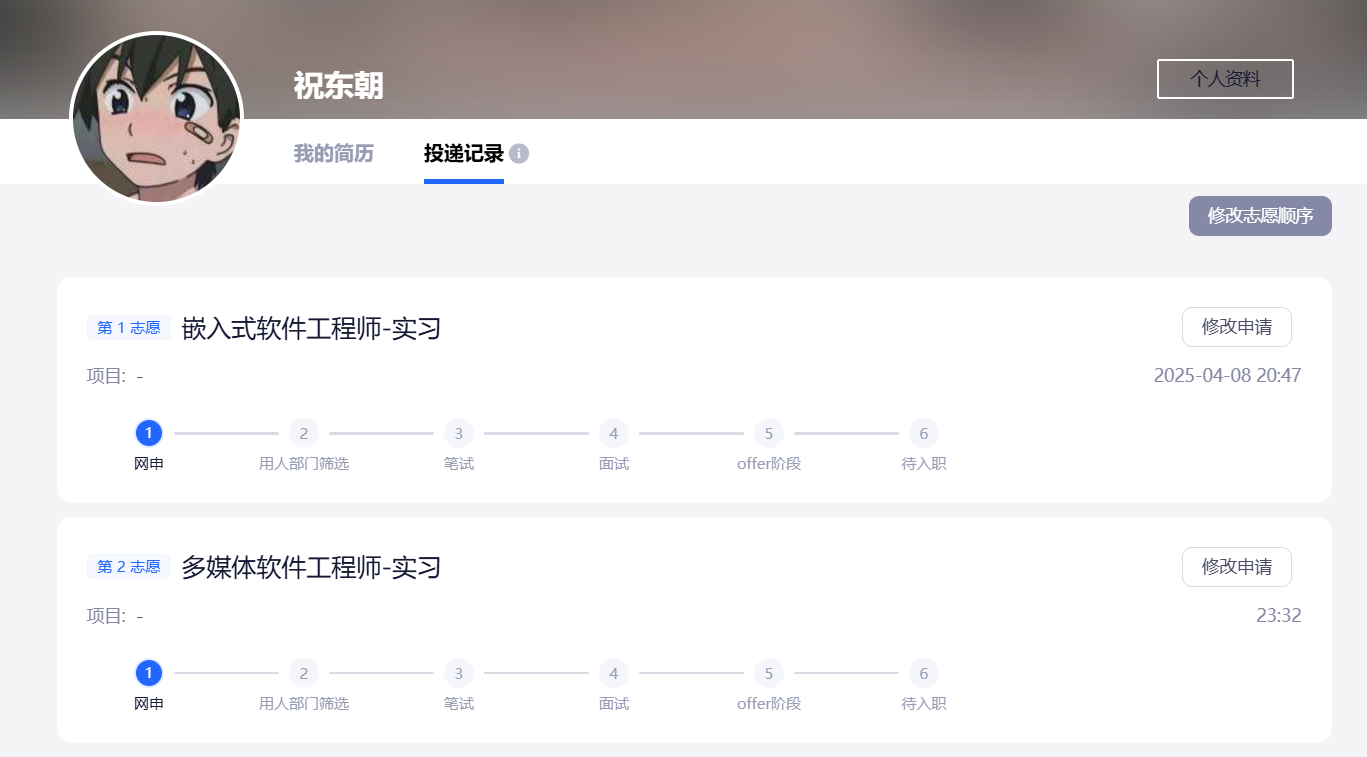 祝东朝
个人资料
我的简历
投递记录
修改志愿顺序
第 1 志愿 嵌入式软件工程师-实习
修改申请
项目: -
2025-04-08 20:47
1 2 3 4 5 6
网申 用人部门筛选 笔试 面试 offer阶段 待入职
第 2 志愿 多媒体软件工程师-实习
修改申请
项目: -
23:32
1 2 3 4 5 6
网申 用人部门筛选 笔试 面试 offer阶段 待入职